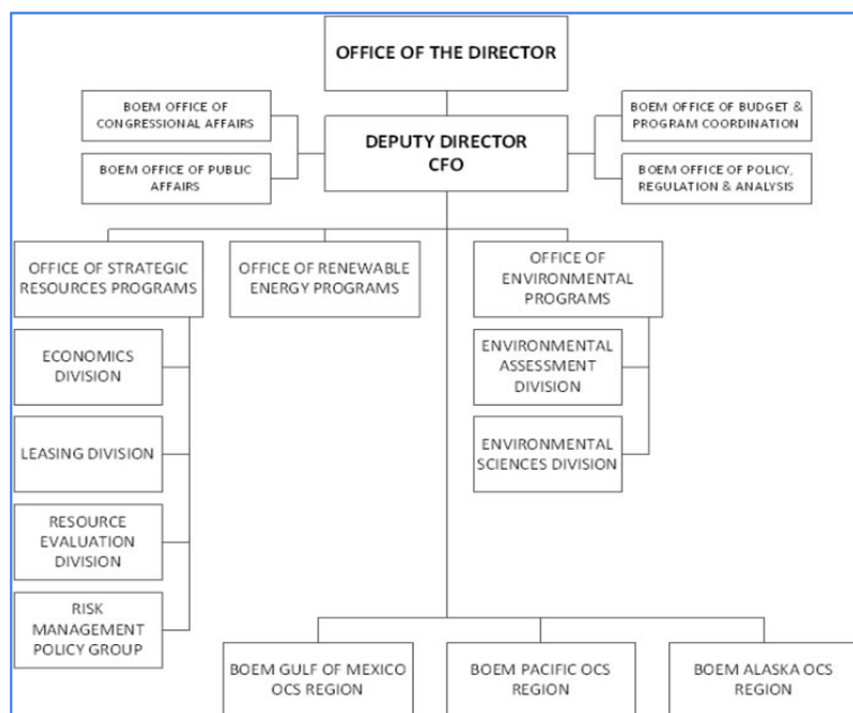 OFFICE OF THE DIRECTOR
BOEM OFFICE OF
CONGRESSIONAL AFFAIRS
BOEM OFFICE OF PUBLIC
AFFAIRS
DEPUTY DIRECTOR
CFO
BOEM OFFICE OF BUDGET &
PROGRAM COORDINATION
BOEM OFFICE OF POLICY,
REGULATION & ANALYSIS
OFFICE OF STRATEGIC
RESOURCES PROGRAMS
OFFICE OF RENEWABLE
ENERGY PROGRAMS
OFFICE OF
ENVIRONMENTAL
PROGRAMS
ECONOMICS
DIVISION
LEASING DIVISION
RESOURCE
EVALUATION
DIVISION
RISK
MANAGEMENT
POLICY GROUP
ENVIRONMENTAL
ASSESSMENT
DIVISION
ENVIRONMENTAL
SCIENCES DIVISION
BOEM GULF OF MEXICO
OCS REGION
BOEM PACIFIC OCS
REGION
BOEM ALASKA OCS
REGION